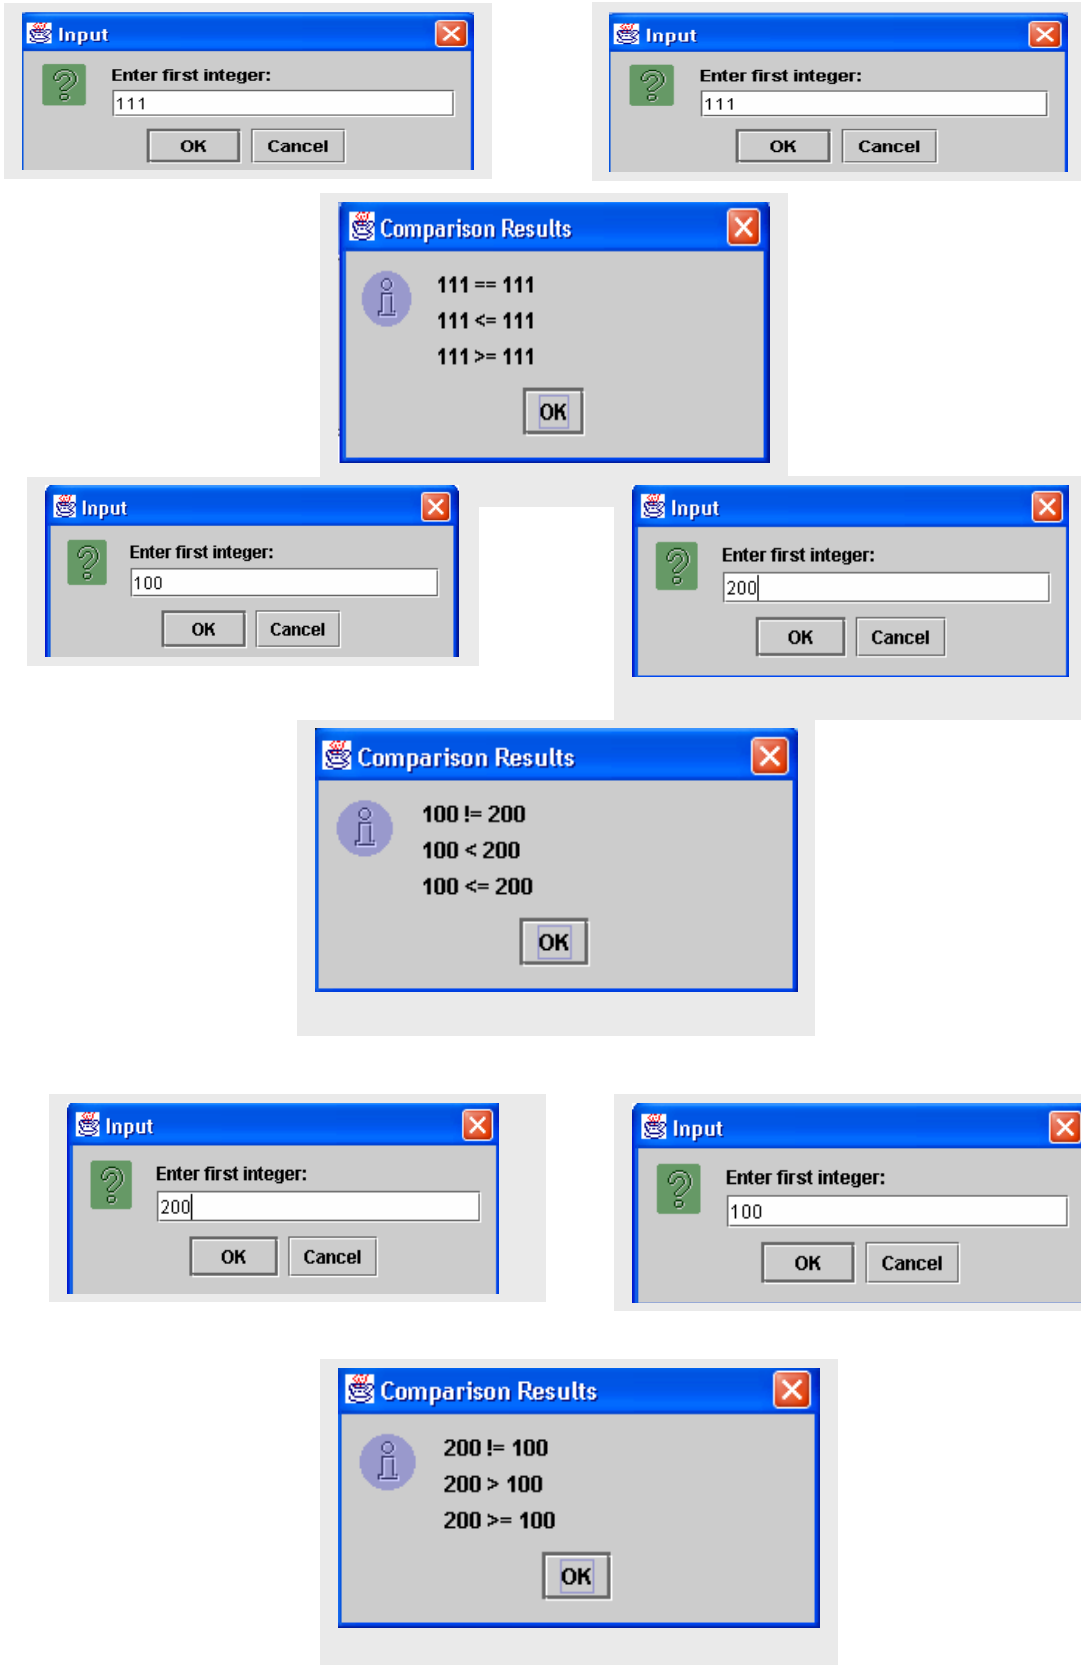 Input
Enter first integer:
111
OK Cancel
Input
Enter first integer:
111
OK Cancel
Comparison Results
111 == 111
111 <= 111
111 >= 111
OK
Input
Enter first integer:
100
OK Cancel
Input
Enter first integer:
200
OK Cancel
Comparison Results
100 != 200
100 < 200
100 <= 200
OK
Input
Enter first integer:
200
OK Cancel
Input
Enter first integer:
100
OK Cancel
Comparison Results
200 != 100
200 > 100
200 >= 100
OK